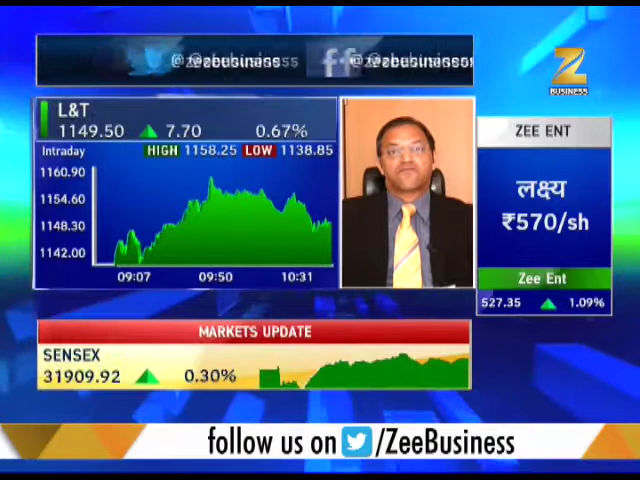 @zeebusiness
@zeebusiness
Z
BUSINESS
L&T
1149.50 7.70 0.67%
Intraday HIGH 1158.25 LOW 1138.85
1160.90
1154.60
1148.30
1142.00
09:07 09:50 10:31
ZEE ENT
लक्ष्य
₹570/sh
Zee Ent
527.35 1.09%
MARKETS UPDATE
SENSEX
31909.92 0.30%
follow us on /ZeeBusiness